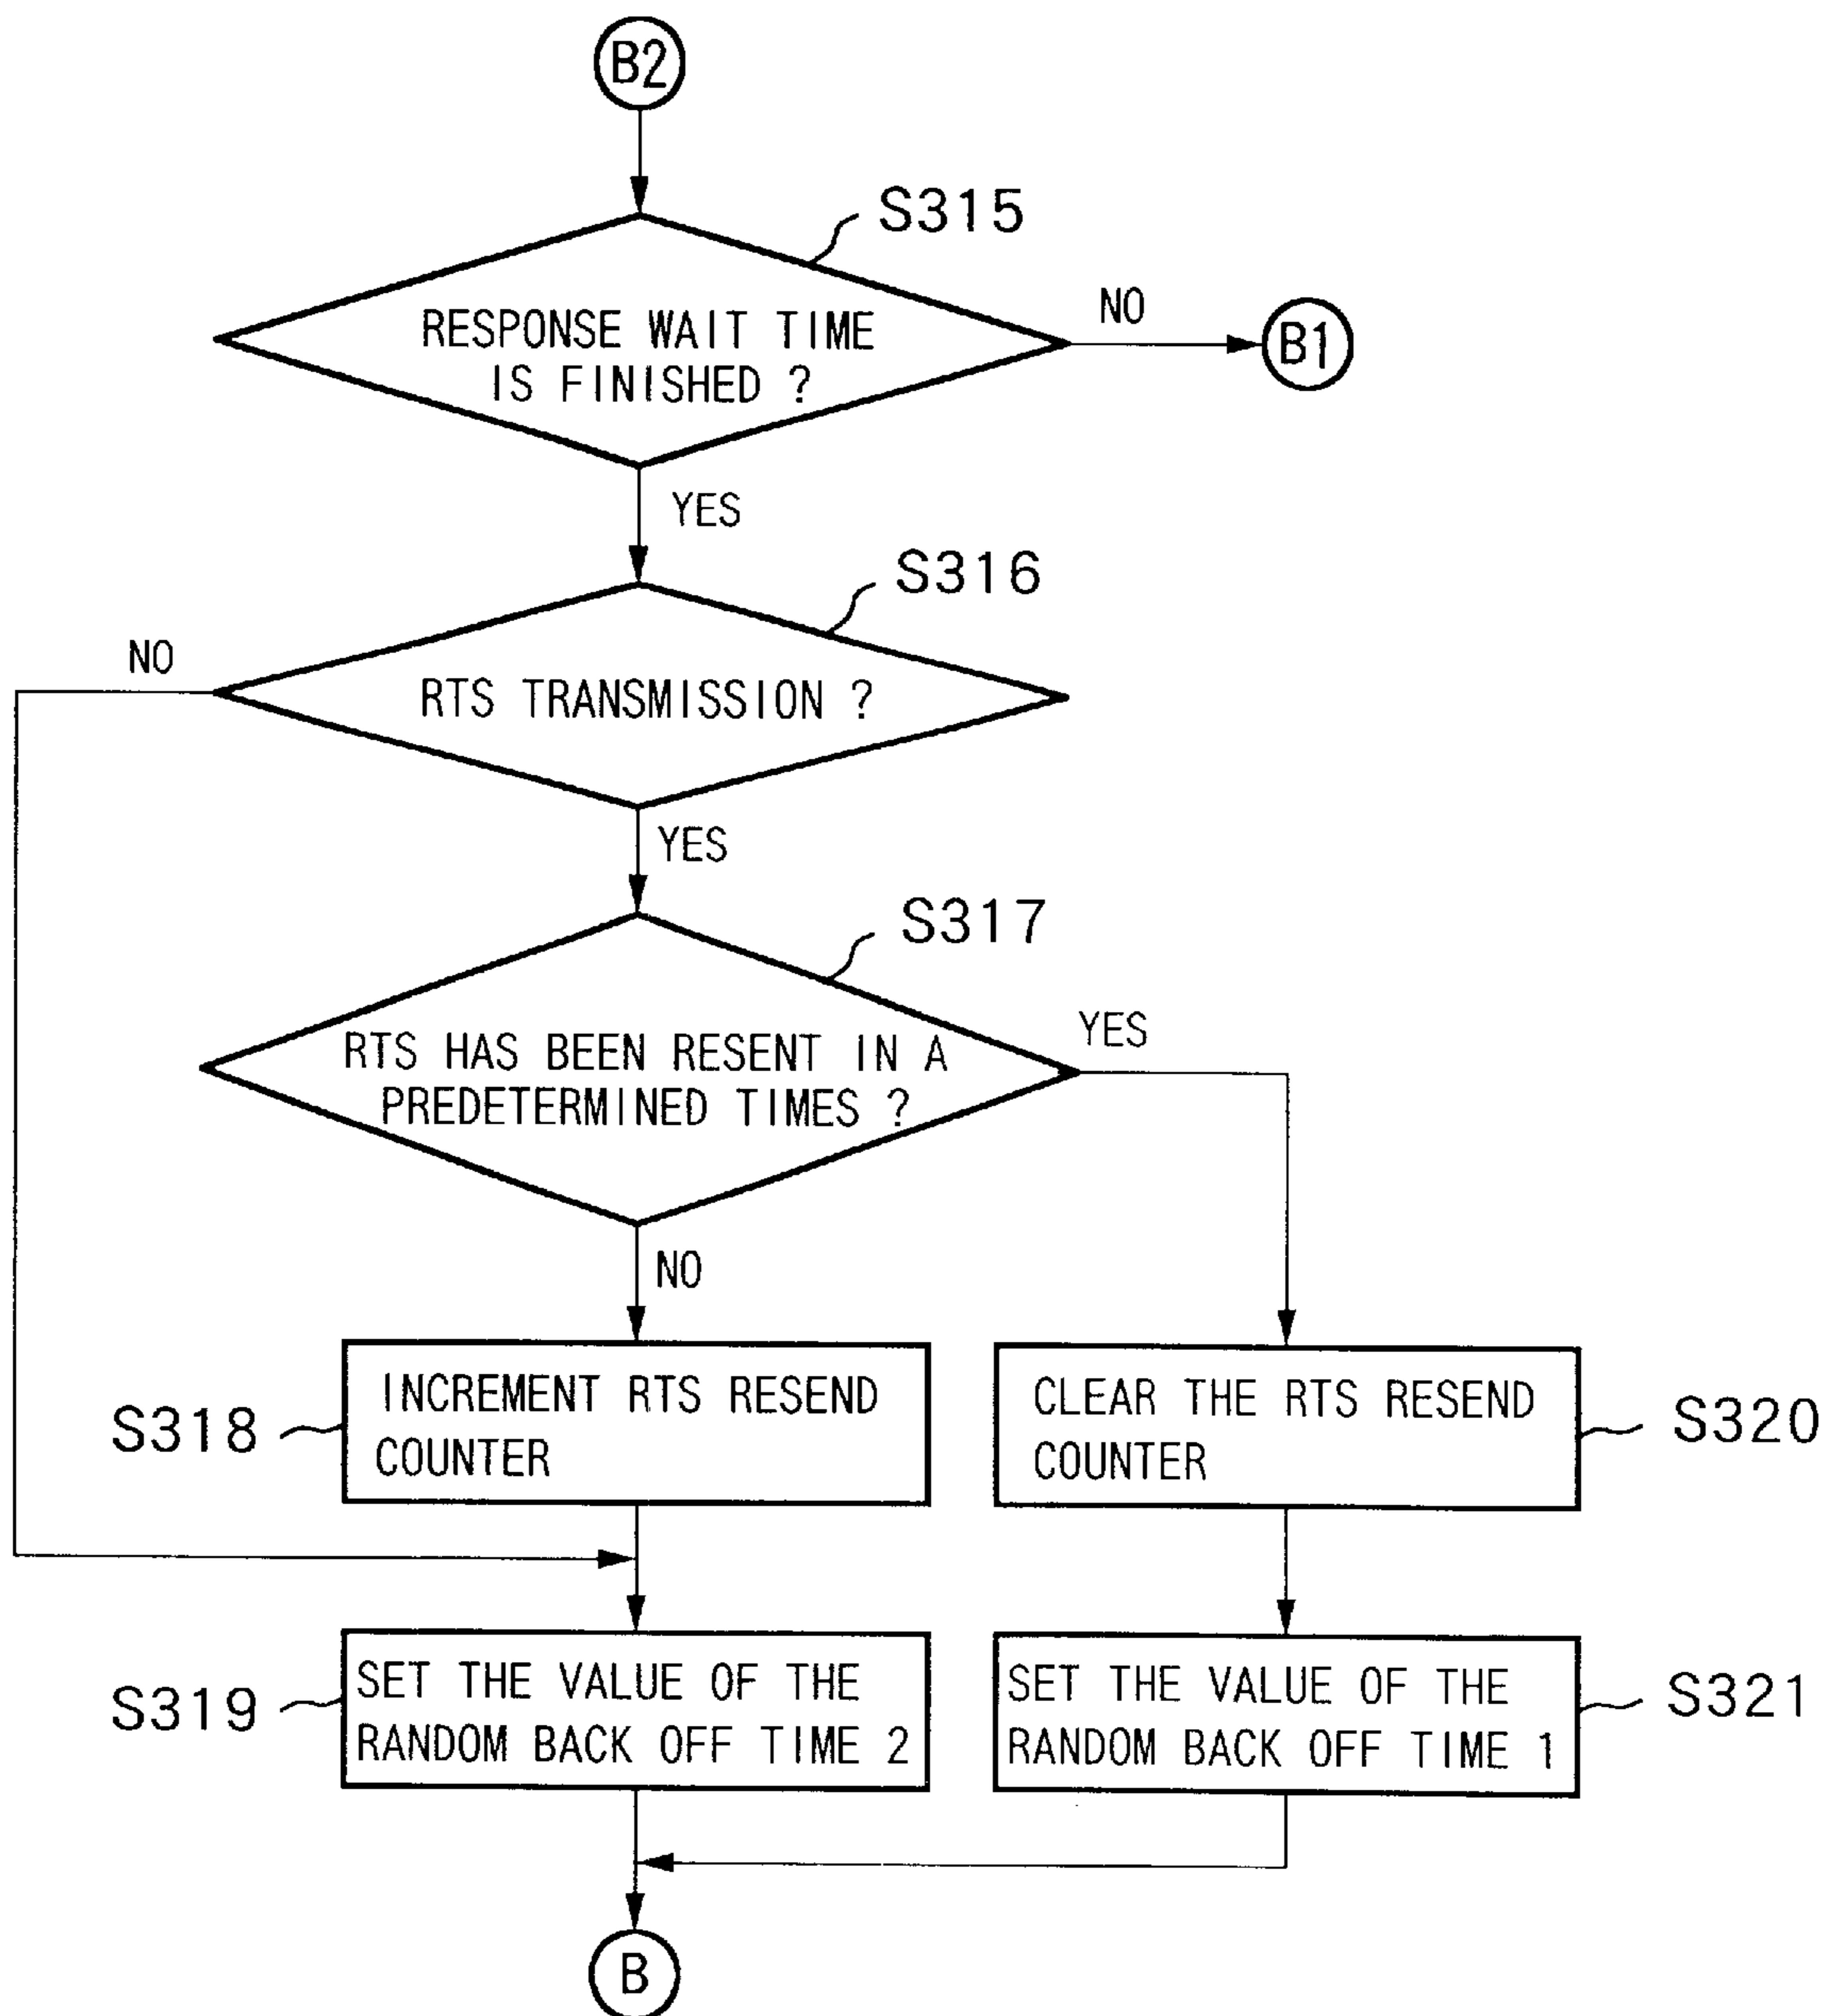 B2
S315
RESPONSE WAIT TIME
IS FINISHED ?
NO
B1
YES
S316
NO
RTS TRANSMISSION ?
YES
S317
RTS HAS BEEN RESENT IN A
PREDETERMINED TIMES ?
YES
NO
S318
INCREMENT RTS RESEND
COUNTER
CLEAR THE RTS RESEND
COUNTER
S320
S319
SET THE VALUE OF THE
RANDOM BACK OFF TIME 2
SET THE VALUE OF THE
RANDOM BACK OFF TIME 1
S321
B